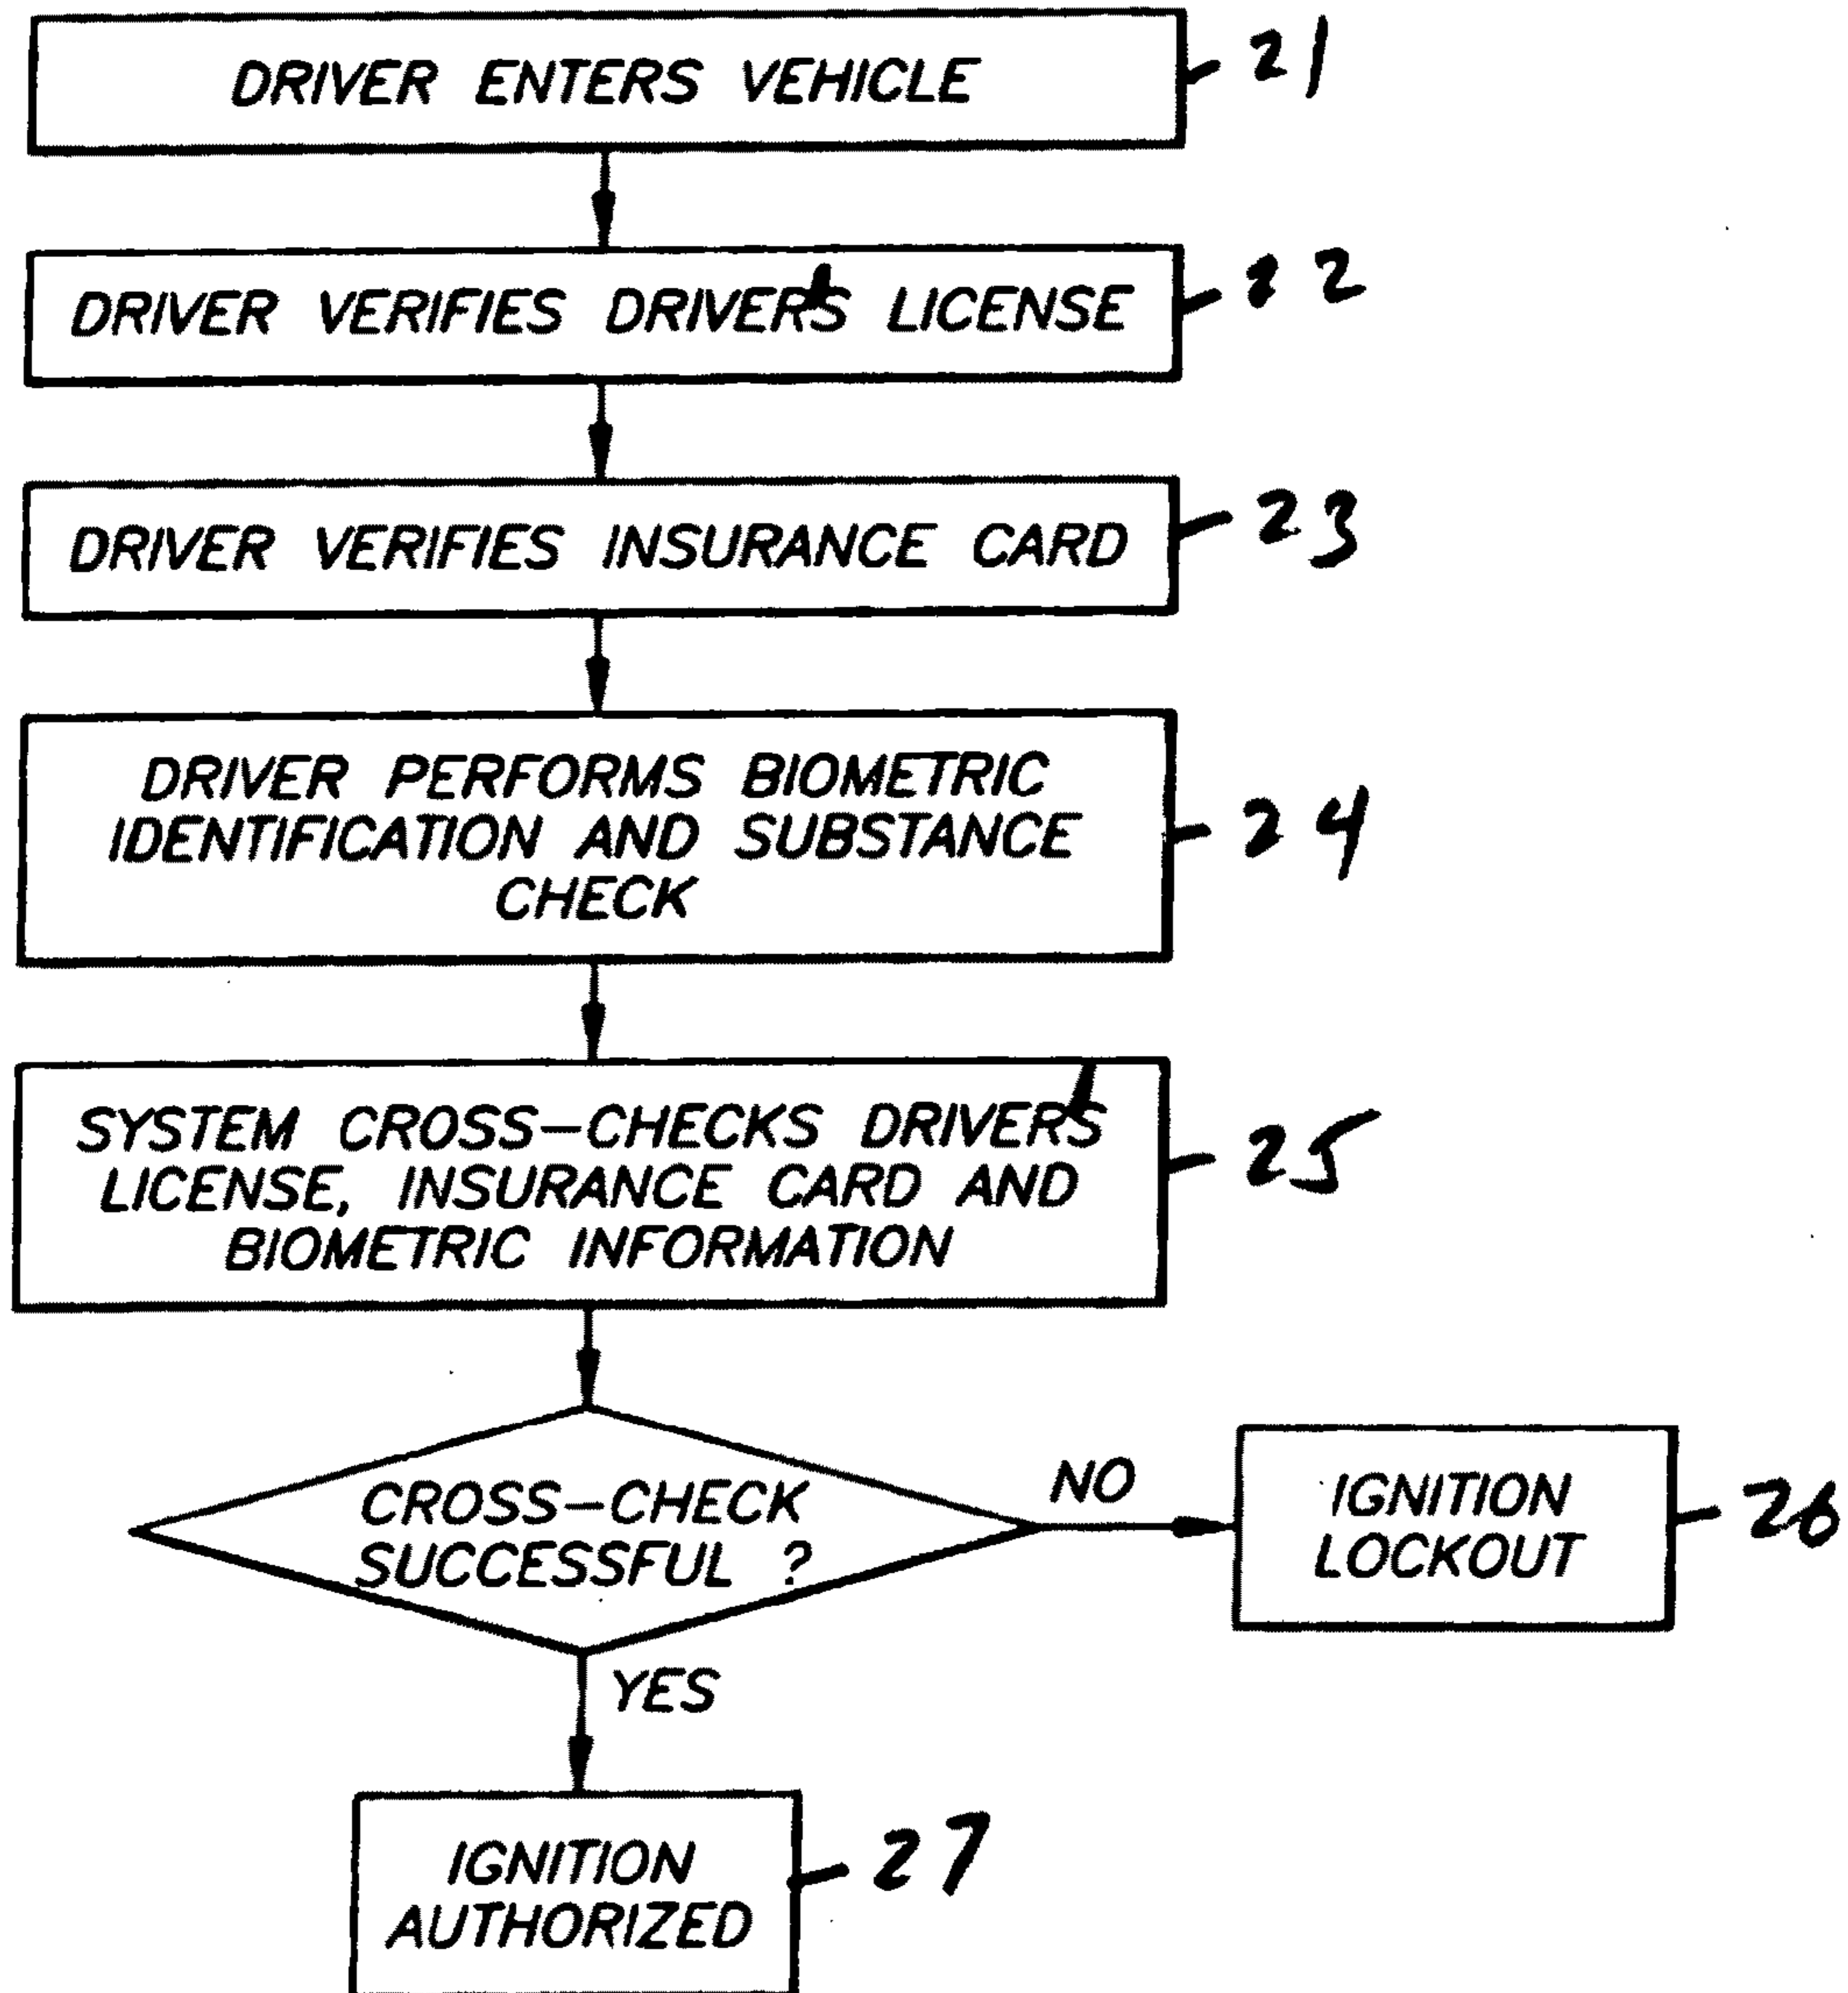 DRIVER ENTERS VEHICLE
21
DRIVER VERIFIES DRIVER'S LICENSE
22
DRIVER VERIFIES INSURANCE CARD
23
DRIVER PERFORMS BIOMETRIC
IDENTIFICATION AND SUBSTANCE
CHECK
24
SYSTEM CROSS-CHECKS DRIVER'S
LICENSE, INSURANCE CARD AND
BIOMETRIC INFORMATION
25
CROSS-CHECK
SUCCESSFUL ?
NO
IGNITION
LOCKOUT
26
YES
IGNITION
AUTHORIZED
27